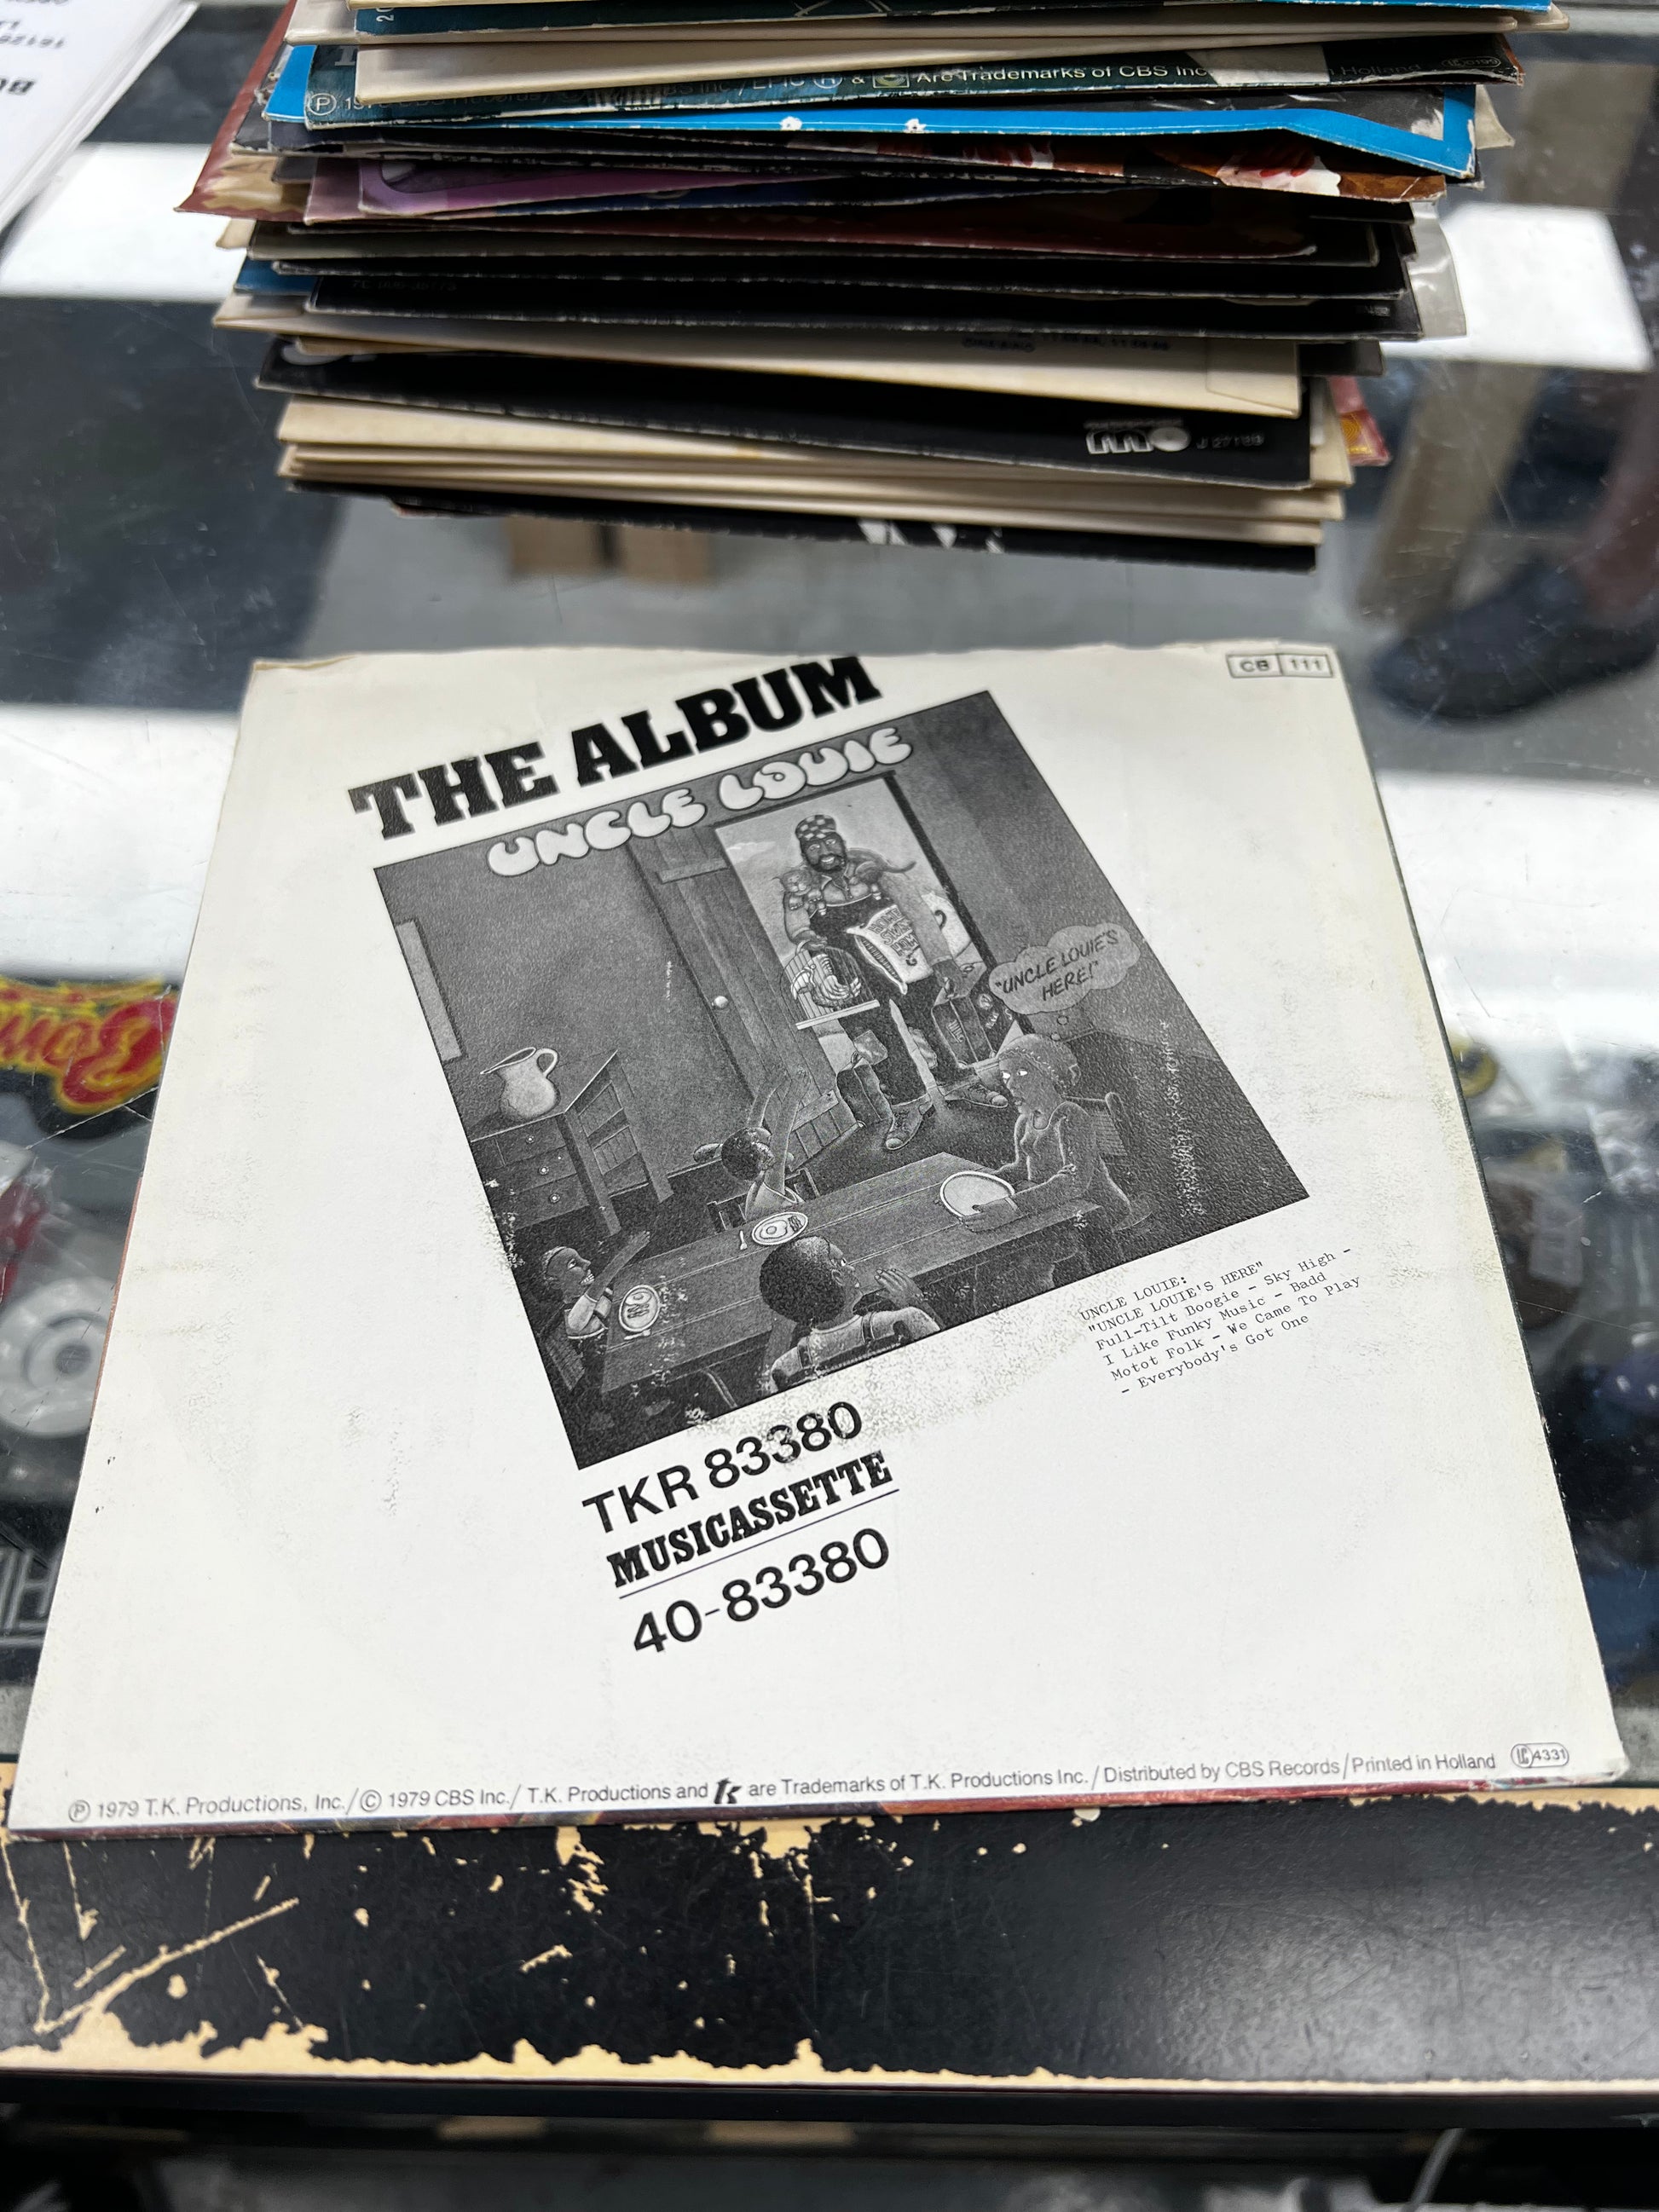 Are Trademarks of CBS Inc
Holland
THE ALBUM
CB 111
UNCLE LOUIE
"UNCLE LOUIE'S
HERE!"
UNCLE LOUIE:
"UNCLE LOUIE'S HERE"
Full-Tilt Boogie - Sky High -
I Like Funky Music - Badd
Motot Folk - We Came To Play
- Everybody's Got One
TKR 83380
MUSICASSETTE
40-83380
Ⓟ 1979 T.K. Productions, Inc./© 1979 CBS Inc./ T.K. Productions and TK are Trademarks of T.K. Productions Inc./Distributed by CBS Records/Printed in Holland LC 4331